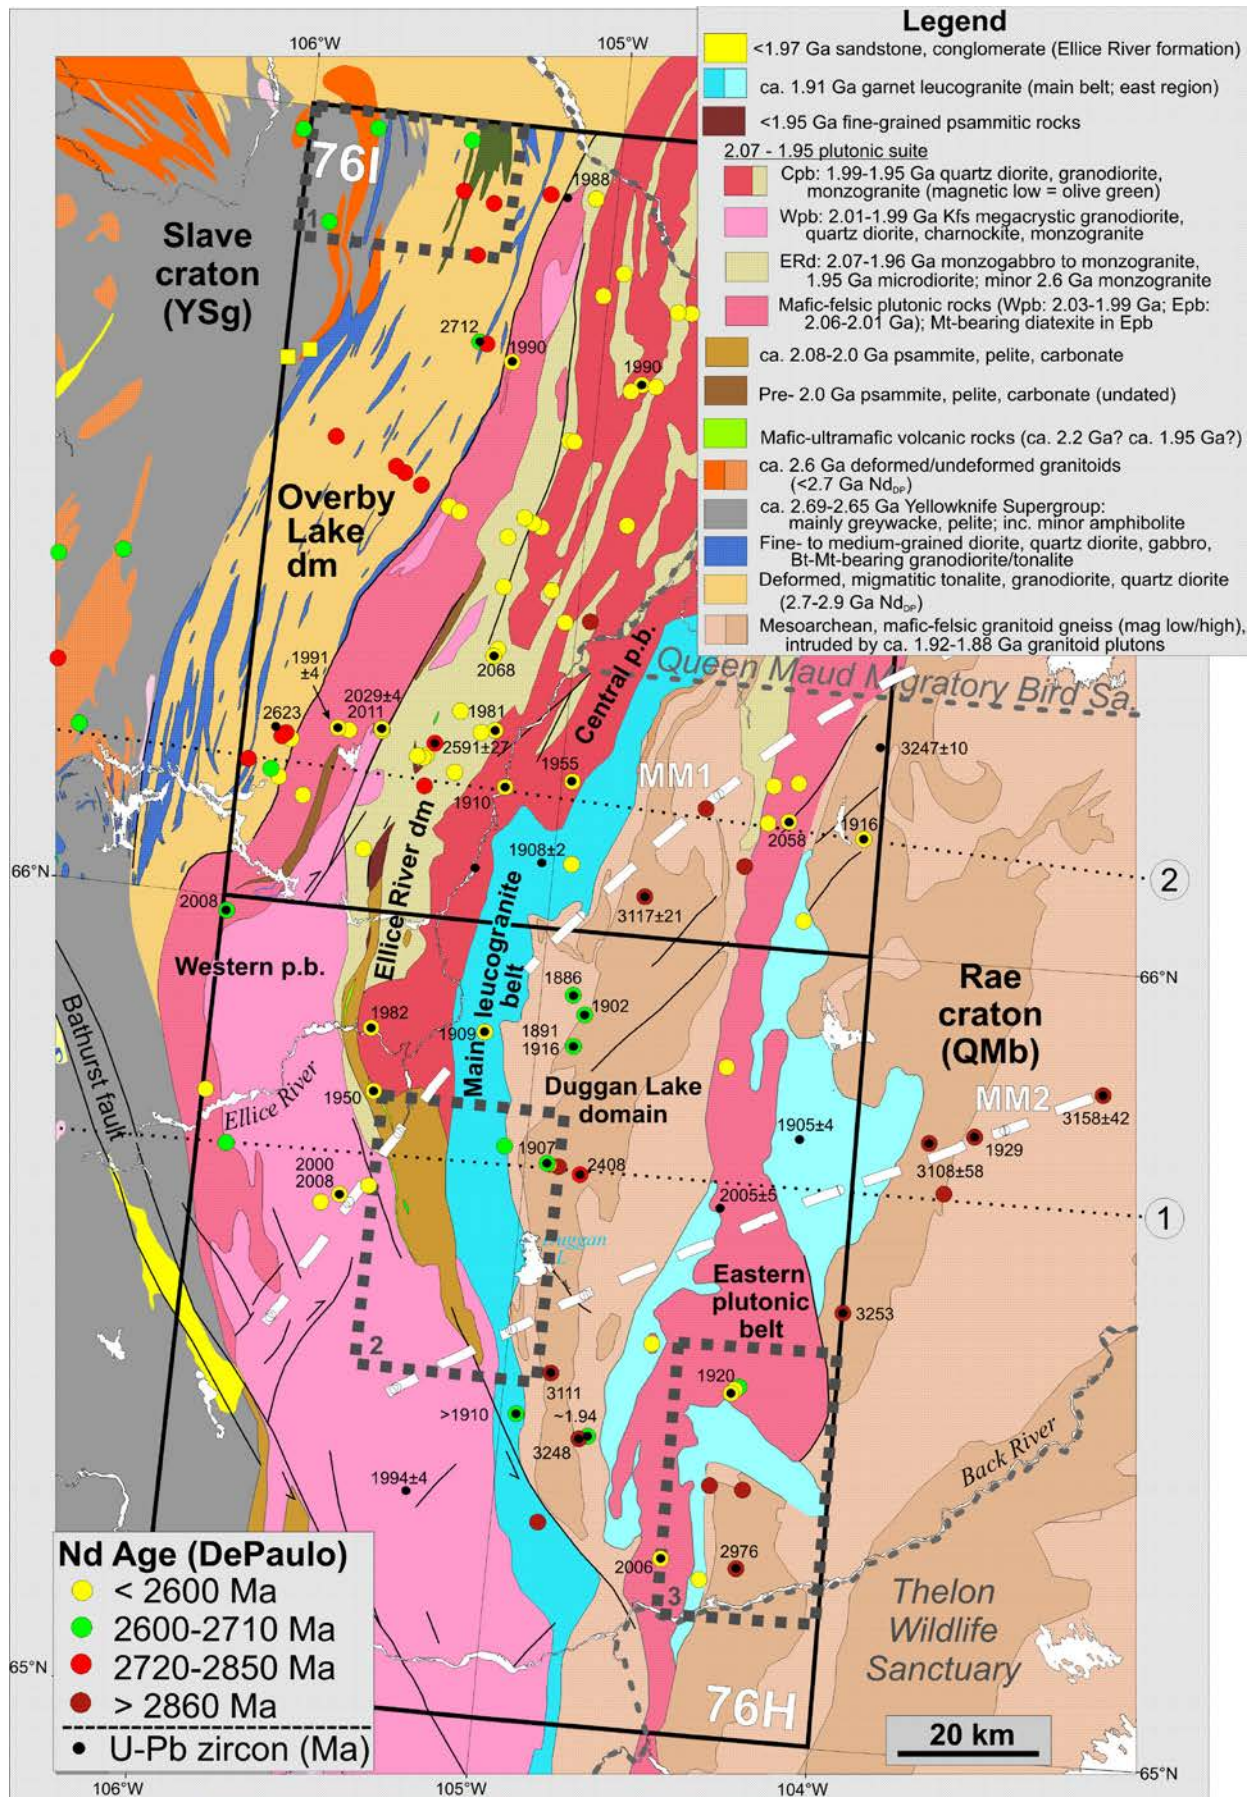 106°W
105°W
Legend
<1.97 Ga sandstone, conglomerate (Ellice River formation)
ca. 1.91 Ga garnet leucogranite (main belt; east region)
<1.95 Ga fine-grained psammitic rocks
2.07 - 1.95 plutonic suite
Cpb: 1.99-1.95 Ga quartz diorite, granodiorite,
monzogranite (magnetic low = olive green)
Wpb: 2.01-1.99 Ga Kfs megacrystic granodiorite,
quartz diorite, charnockite, monzogranite
ERd: 2.07-1.96 Ga monzogabbro to monzogranite,
1.95 Ga microdiorite; minor 2.6 Ga monzogranite
Mafic-felsic plutonic rocks (Wpb: 2.03-1.99 Ga; Epb:
2.06-2.01 Ga); Mt-bearing diatexite in Epb
ca. 2.08-2.0 Ga psammite, pelite, carbonate
Pre- 2.0 Ga psammite, pelite, carbonate (undated)
Mafic-ultramafic volcanic rocks (ca. 2.2 Ga? ca. 1.95 Ga?)
ca. 2.6 Ga deformed/undeformed granitoids
(<2.7 Ga Nd_DP)
ca. 2.69-2.65 Ga Yellowknife Supergroup:
mainly greywacke, pelite; inc. minor amphibolite
Fine- to medium-grained diorite, quartz diorite, gabbro,
Bt-Mt-bearing granodiorite/tonalite
Deformed, migmatitic tonalite, granodiorite, quartz diorite
(2.7-2.9 Ga Nd_DP)
Mesoarchean, mafic-felsic granitoid gneiss (mag low/high),
intruded by ca. 1.92-1.88 Ga granitoid plutons
76I
1
Slave
craton
(YSg)
1988
2712
1990
1990
Overby
Lake
dm
Central p.b.
Queen Maud Migratory Bird Sa.
1991
±4
2068
2029±4
2011
2623
1981
2591±27
3247±10
1955
MM1
1910
2058
1916
Ellice River dm
1908±2
66°N
2
2008
3117±21
Western p.b.
Main leucogranite
belt
66°N
1886
1902
Rae
craton
(QMb)
1982
1909
1891
1916
Bathurst fault
Duggan Lake
domain
Ellice River
1950
MM2
3158±42
1905±4
1907
1929
3108±58
2408
2000
2008
2005±5
1
Duggan
L.
Eastern
plutonic
belt
3253
2
3111
1920
>1910
~1.94
3248
Back River
1994±4
Nd Age (DePaulo)
< 2600 Ma
2600-2710 Ma
2720-2850 Ma
> 2860 Ma
U-Pb zircon (Ma)
2006
2976
3
Thelon
Wildlife
Sanctuary
65°N
76H
20 km
65°N
106°W
105°W
104°W